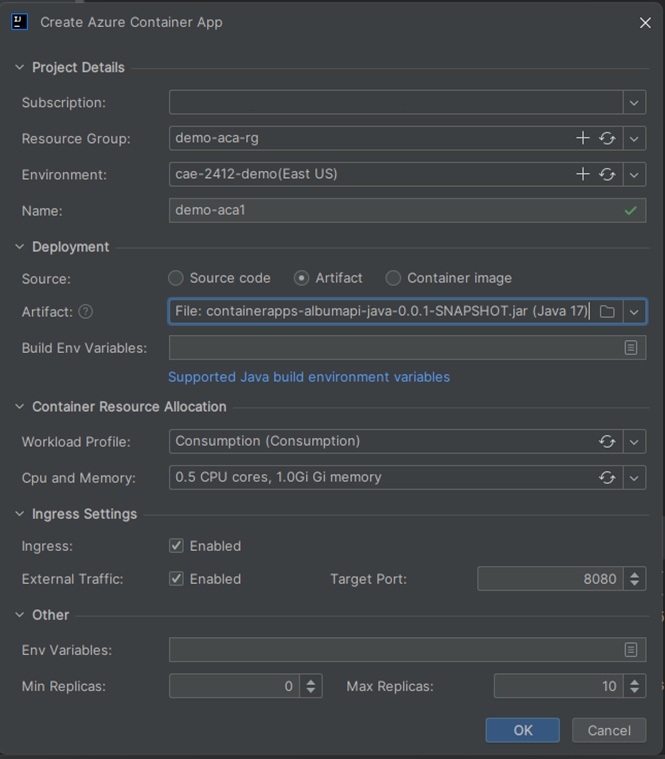 IJ Create Azure Container App
Project Details
Subscription:
Resource Group: demo-aca-rg
Environment: cae-2412-demo(East US)
Name: demo-aca1
Deployment
Source: Source code Artifact Container image
Artifact: ? File: containerapps-albumapi-java-0.0.1-SNAPSHOT.jar (Java 17)
Build Env Variables:
Supported Java build environment variables
Container Resource Allocation
Workload Profile: Consumption (Consumption)
Cpu and Memory: 0.5 CPU cores, 1.0Gi Gi memory
Ingress Settings
Ingress: Enabled
External Traffic: Enabled Target Port: 8080
Other
Env Variables:
Min Replicas: 0 Max Replicas: 10
OK Cancel